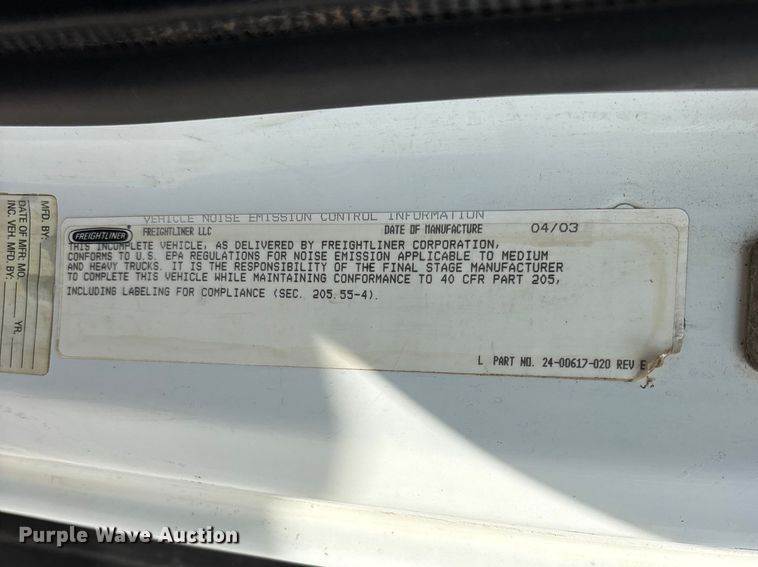 VEHICLE NOISE EMISSION CONTROL INFORMATION
FREIGHTLINER FREIGHTLINER LLC DATE OF MANUFACTURE 04/03
THIS INCOMPLETE VEHICLE, AS DELIVERED BY FREIGHTLINER CORPORATION,
CONFORMS TO U.S. EPA REGULATIONS FOR NOISE EMISSION APPLICABLE TO MEDIUM
AND HEAVY TRUCKS. IT IS THE RESPONSIBILITY OF THE FINAL STAGE MANUFACTURER
TO COMPLETE THIS VEHICLE WHILE MAINTAINING CONFORMANCE TO 40 CFR PART 205,
INCLUDING LABELING FOR COMPLIANCE (SEC. 205.55-4).
L PART NO. 24-00617-020 REV E
MFD. BY:
DATE OF MFR: MO. YR.
INC. VEH. MFD. BY:
Purple Wave Auction